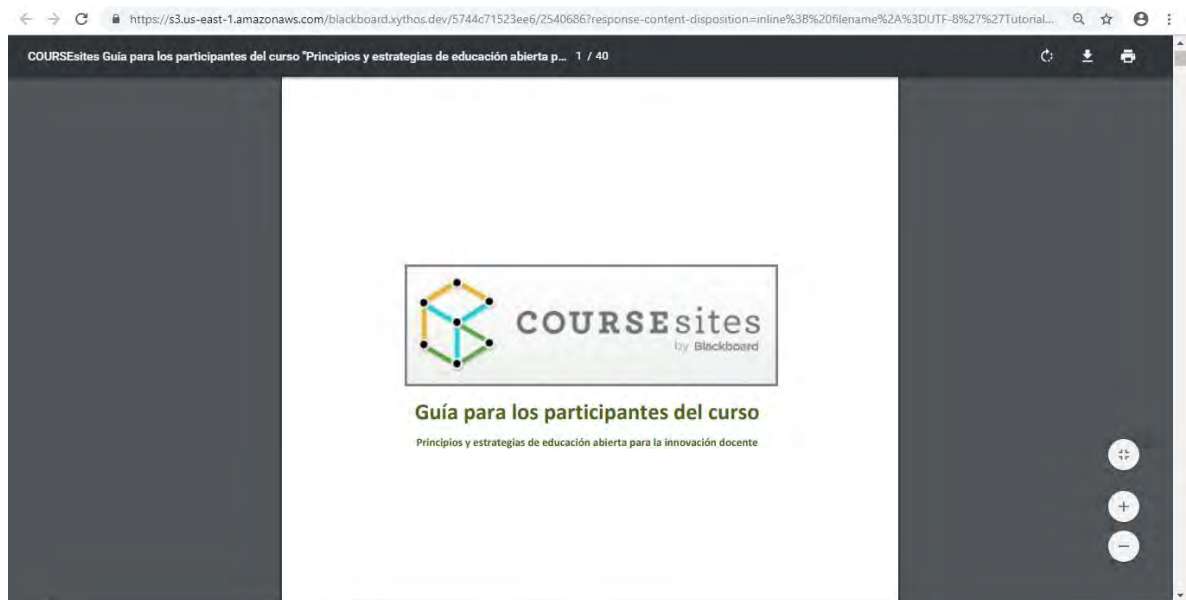 https://s3.us-east-1.amazonaws.com/blackboard.xythos.dev/5744c71523ee6/2540686?response-content-disposition=inline%3B%20filename%2A%3DUTF-8%27%27Tutorial...
COURSEsites Guía para los participantes del curso "Principios y estrategias de educación abierta p... 1 / 40
COURSEsites
by Blackboard
Guía para los participantes del curso
Principios y estrategias de educación abierta para la innovación docente